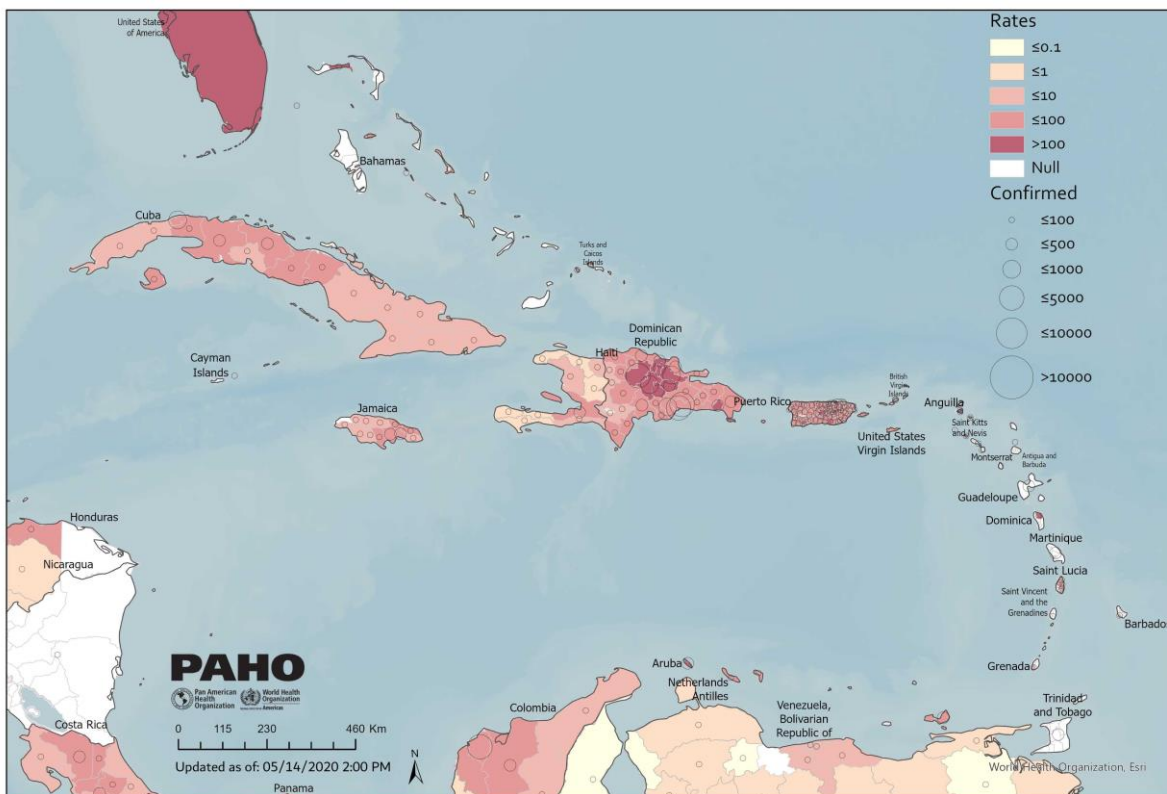 United States
of America
Rates
≤0.1
≤1
≤10
≤100
>100
Null
Confirmed
≤100
≤500
≤1000
≤5000
≤10000
>10000
Bahamas
Cuba
Turks and
Caicos
Islands
Cayman
Islands
Haiti
Dominican
Republic
Jamaica
Puerto Rico
British
Virgin
Islands
United States
Virgin Islands
Anguilla
Saint Kitts
and Nevis
Montserrat
Antigua and
Barbuda
Guadeloupe
Dominica
Martinique
Saint Lucia
Saint Vincent
and the
Grenadines
Barbados
Grenada
Trinidad
and Tobago
Honduras
Nicaragua
Costa Rica
Panama
Aruba
Netherlands
Antilles
Colombia
Venezuela,
Bolivarian
Republic of
PAHO
Pan American
Health
Organization
World Health
Organization
Americas
0 115 230 460 Km
Updated as of: 05/14/2020 2:00 PM
N
World Health Organization, Esri